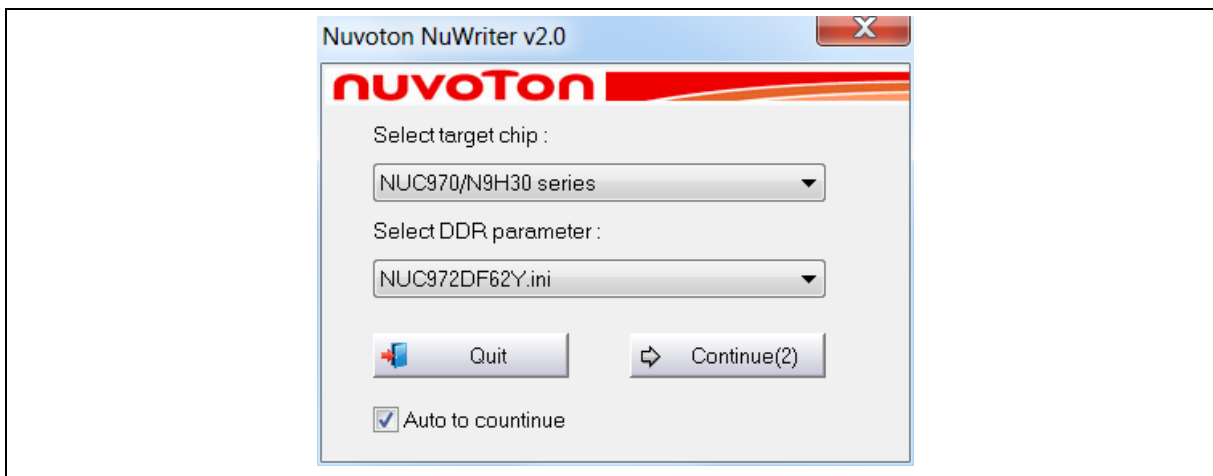 Nuvoton NuWriter v2.0
X
nuvoTon
Select target chip :
NUC970/N9H30 series
Select DDR parameter :
NUC972DF62Y.ini
Quit Continue(2)
Auto to countinue